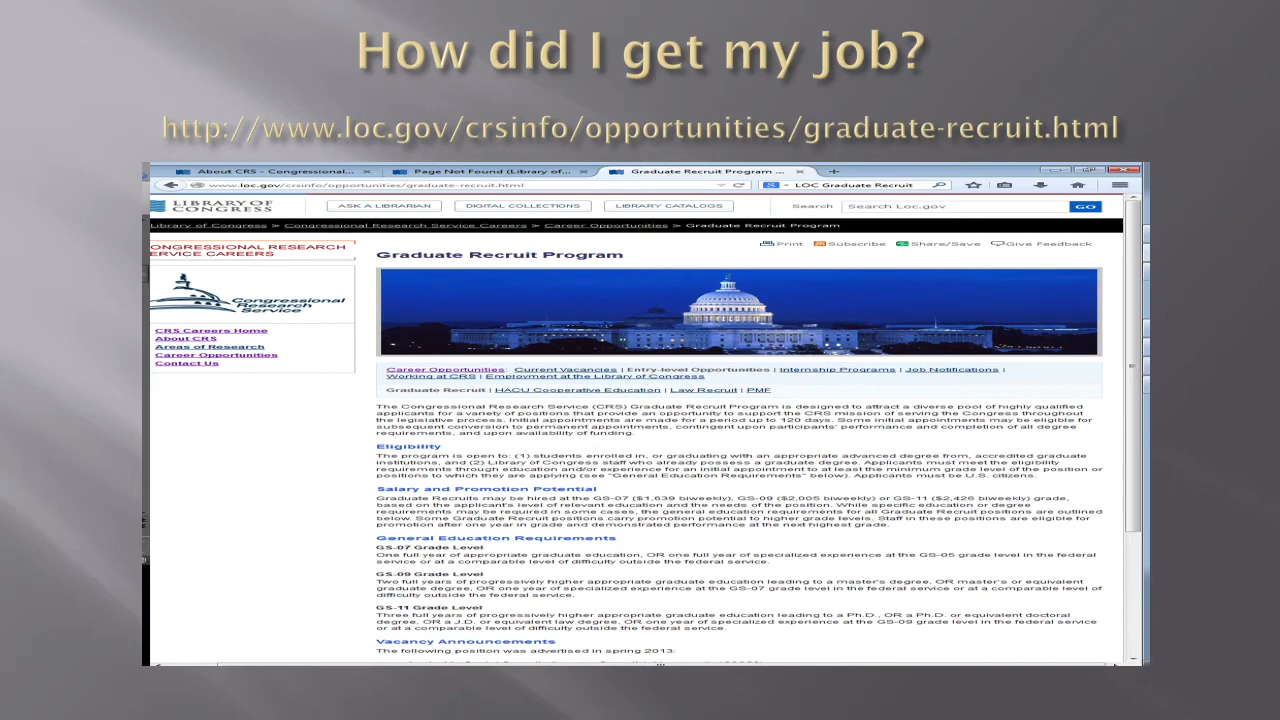 How did I get my job?
http://www.loc.gov/crsinfo/opportunities/graduate-recruit.html
About CRS - Congressional...
Page Not Found (Library of...
Graduate Recruit Program ...
www.loc.gov/crsinfo/opportunities/graduate-recruit.html
LOC Graduate Recruit
LIBRARY OF CONGRESS
ASK A LIBRARIAN
DIGITAL COLLECTIONS
LIBRARY CATALOGS
Search
Search Loc.gov
GO
Library of Congress > Congressional Research Service Careers > Career Opportunities > Graduate Recruit Program
ONGRESSIONAL RESEARCH
ERVICE CAREERS
Print Subscribe Share/Save Give Feedback
Graduate Recruit Program
Congressional
Research
Service
CRS Careers Home
About CRS
Areas of Research
Career Opportunities
Contact Us
Career Opportunities: Current Vacancies | Entry-level Opportunities | Internship Programs | Job Notifications |
Working at CRS | Employment at the Library of Congress
Graduate Recruit | HACU Cooperative Education | Law Recruit | PMF
The Congressional Research Service (CRS) Graduate Recruit Program is designed to attract a diverse pool of highly qualified
applicants for a variety of positions that provide an opportunity to support the CRS mission of serving the Congress throughout
the legislative process. Initial appointments are made for a period up to 120 days. Some initial appointments may be eligible for
subsequent conversion to permanent appointments, contingent upon participants' performance and completion of all degree
requirements, and upon availability of funding.
Eligibility
The program is open to: (1) students enrolled in, or graduating with an appropriate advanced degree from, accredited graduate
institutions, and (2) Library of Congress staff who already possess a graduate degree. Applicants must meet the eligibility
requirements through education and/or experience for an initial appointment to at least the minimum grade level of the position or
positions to which they are applying (see "General Education Requirements" below). Applicants must be U.S. citizens.
Salary and Promotion Potential
Graduate Recruits may be hired at the GS-07 ($1,639 biweekly), GS-09 ($2,005 biweekly) or GS-11 ($2,426 biweekly) grade,
based on the applicant's level of relevant education and the needs of the position. While specific education or degree
requirements may be required in some cases, the general education requirements for all Graduate Recruit positions are outlined
below. Some Graduate Recruit positions carry promotion potential to higher grade levels. Staff in these positions are eligible for
promotion after one year in grade and demonstrated performance at the next highest grade.
General Education Requirements
GS-07 Grade Level
One full year of appropriate graduate education, OR one full year of specialized experience at the GS-05 grade level in the federal
service or at a comparable level of difficulty outside the federal service.
GS-09 Grade Level
Two full years of progressively higher appropriate graduate education leading to a master's degree, OR master's or equivalent
graduate degree, OR one year of specialized experience at the GS-07 grade level in the federal service or at a comparable level of
difficulty outside the federal service.
GS-11 Grade Level
Three full years of progressively higher appropriate graduate education leading to a Ph.D., OR a Ph.D. or equivalent doctoral
degree, OR a J.D. or equivalent law degree, OR one year of specialized experience at the GS-09 grade level in the federal service
or at a comparable level of difficulty outside the federal service.
Vacancy Announcements
The following position was advertised in spring 2013: